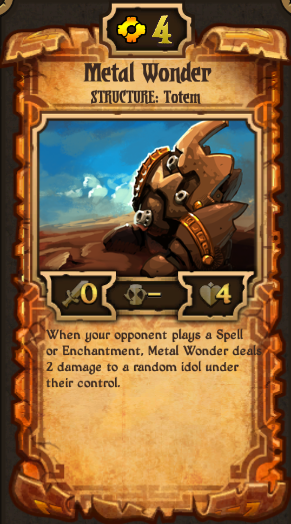 4
Metal Wonder
STRUCTURE: Totem
0 - 4
When your opponent plays a Spell
or Enchantment, Metal Wonder deals
2 damage to a random idol under
their control.